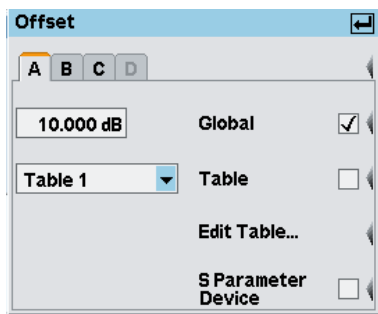 Offset
A B C D
10.000 dB Global
Table 1 Table
Edit Table...
S Parameter
Device